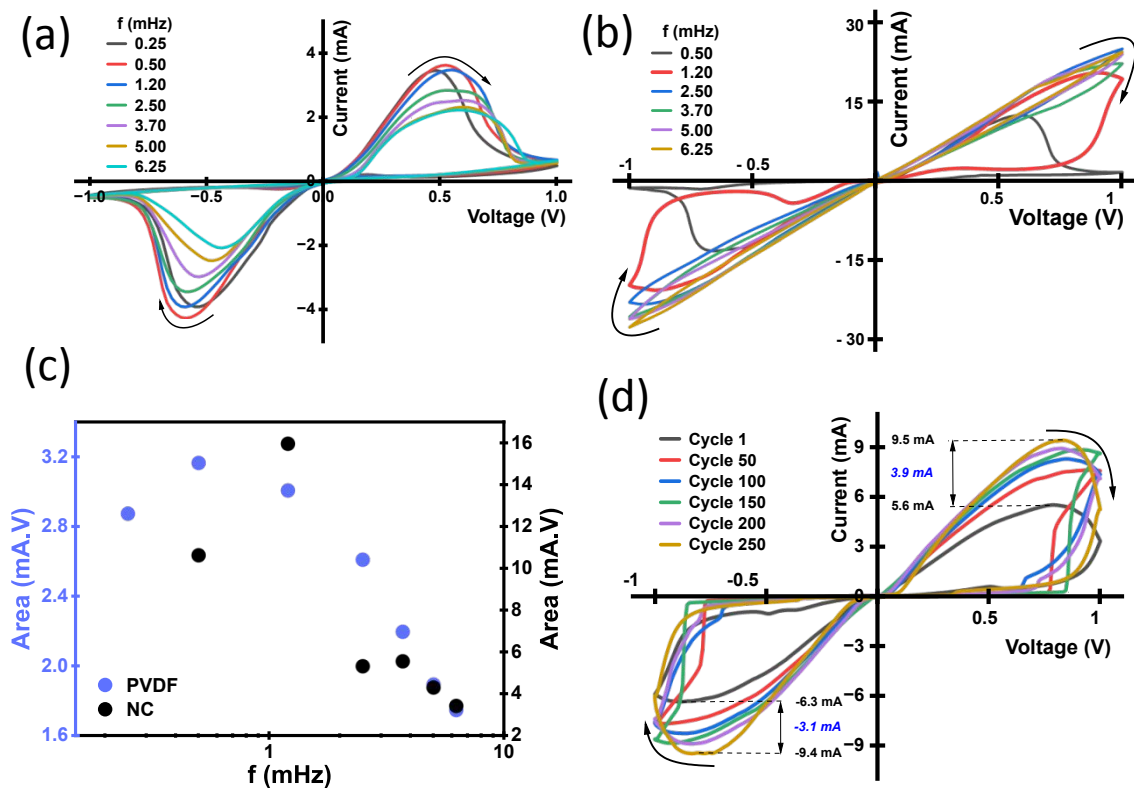 (a)
f (mHz)
0.25
0.50
1.20
2.50
3.70
5.00
6.25
Current (mA)
4
2
0
−2
−4
−1.0
−0.5
0.5
1.0
Voltage (V)
(b)
f (mHz)
0.50
1.20
2.50
3.70
5.00
6.25
Current (mA)
30
15
0
-15
-30
-1
-0.5
0.5
1
Voltage (V)
(c)
Area (mA.V)
3.2
2.8
2.4
2.0
1.6
PVDF
NC
1
10
f (mHz)
16
14
12
10
8
6
4
2
Area (mA.V)
(d)
Cycle 1
Cycle 50
Cycle 100
Cycle 150
Cycle 200
Cycle 250
Current (mA)
9
6
3
0
−3
−6
−9
9.5 mA
3.9 mA
5.6 mA
-1
-0.5
0.5
1
Voltage (V)
-6.3 mA
-3.1 mA
-9.4 mA